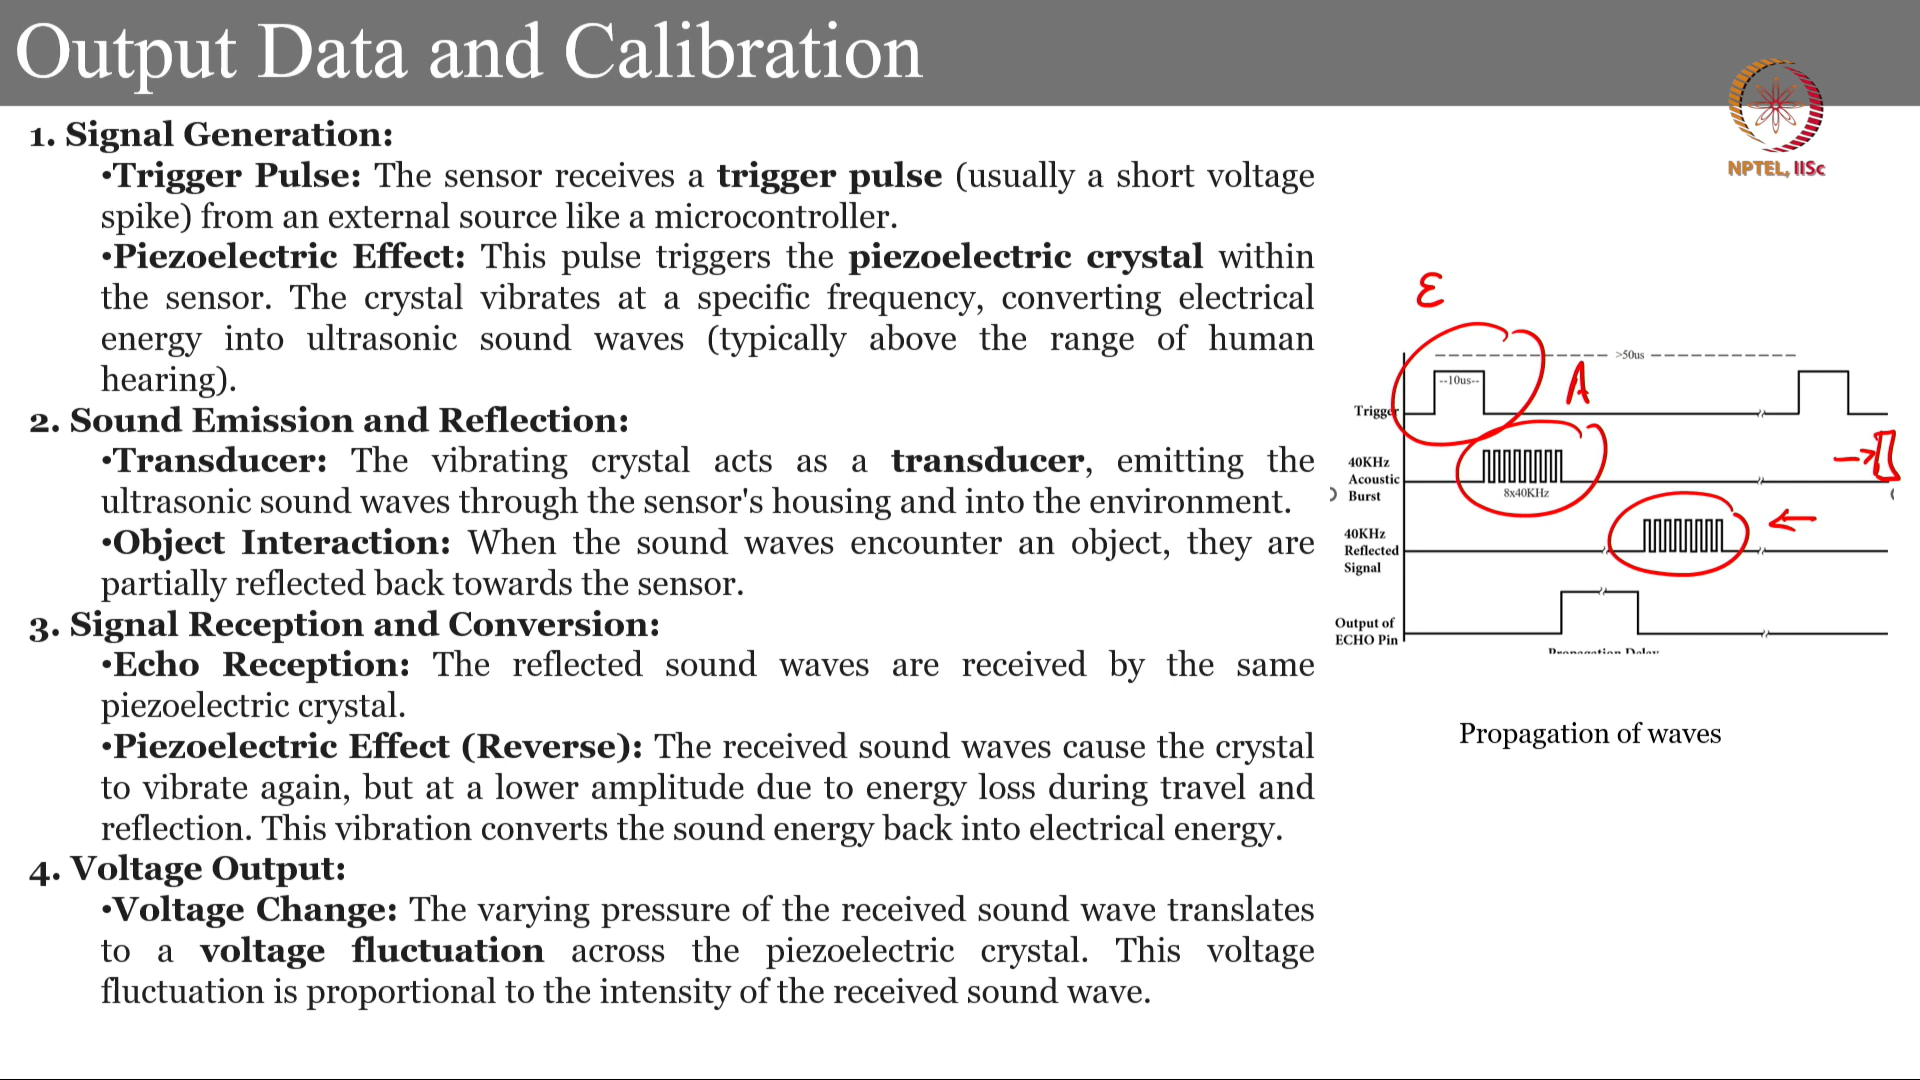 Output Data and Calibration
NPTEL, IISc
1. Signal Generation:
•Trigger Pulse: The sensor receives a trigger pulse (usually a short voltage
spike) from an external source like a microcontroller.
•Piezoelectric Effect: This pulse triggers the piezoelectric crystal within
the sensor. The crystal vibrates at a specific frequency, converting electrical
energy into ultrasonic sound waves (typically above the range of human
hearing).
2. Sound Emission and Reflection:
•Transducer: The vibrating crystal acts as a transducer, emitting the
ultrasonic sound waves through the sensor's housing and into the environment.
•Object Interaction: When the sound waves encounter an object, they are
partially reflected back towards the sensor.
3. Signal Reception and Conversion:
•Echo Reception: The reflected sound waves are received by the same
piezoelectric crystal.
•Piezoelectric Effect (Reverse): The received sound waves cause the crystal
to vibrate again, but at a lower amplitude due to energy loss during travel and
reflection. This vibration converts the sound energy back into electrical energy.
4. Voltage Output:
•Voltage Change: The varying pressure of the received sound wave translates
to a voltage fluctuation across the piezoelectric crystal. This voltage
fluctuation is proportional to the intensity of the received sound wave.
E
>50us
--10us--
A
Trigger
40KHz
Acoustic
Burst
8x40KHz
40KHz
Reflected
Signal
Output of
ECHO Pin
Propagation Delay
Propagation of waves